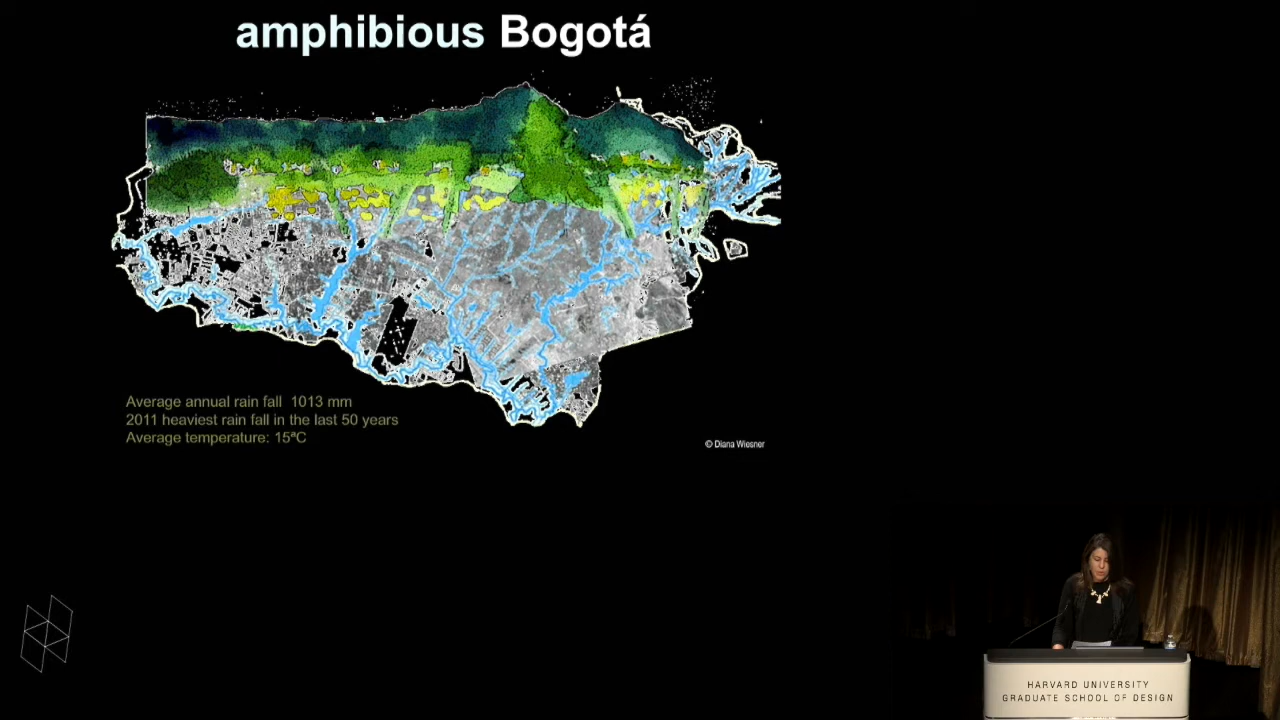 amphibious Bogotá
Average annual rain fall 1013 mm
2011 heaviest rain fall in the last 50 years
Average temperature: 15ªC
© Diana Wiesner
HARVARD UNIVERSITY
GRADUATE SCHOOL OF DESIGN